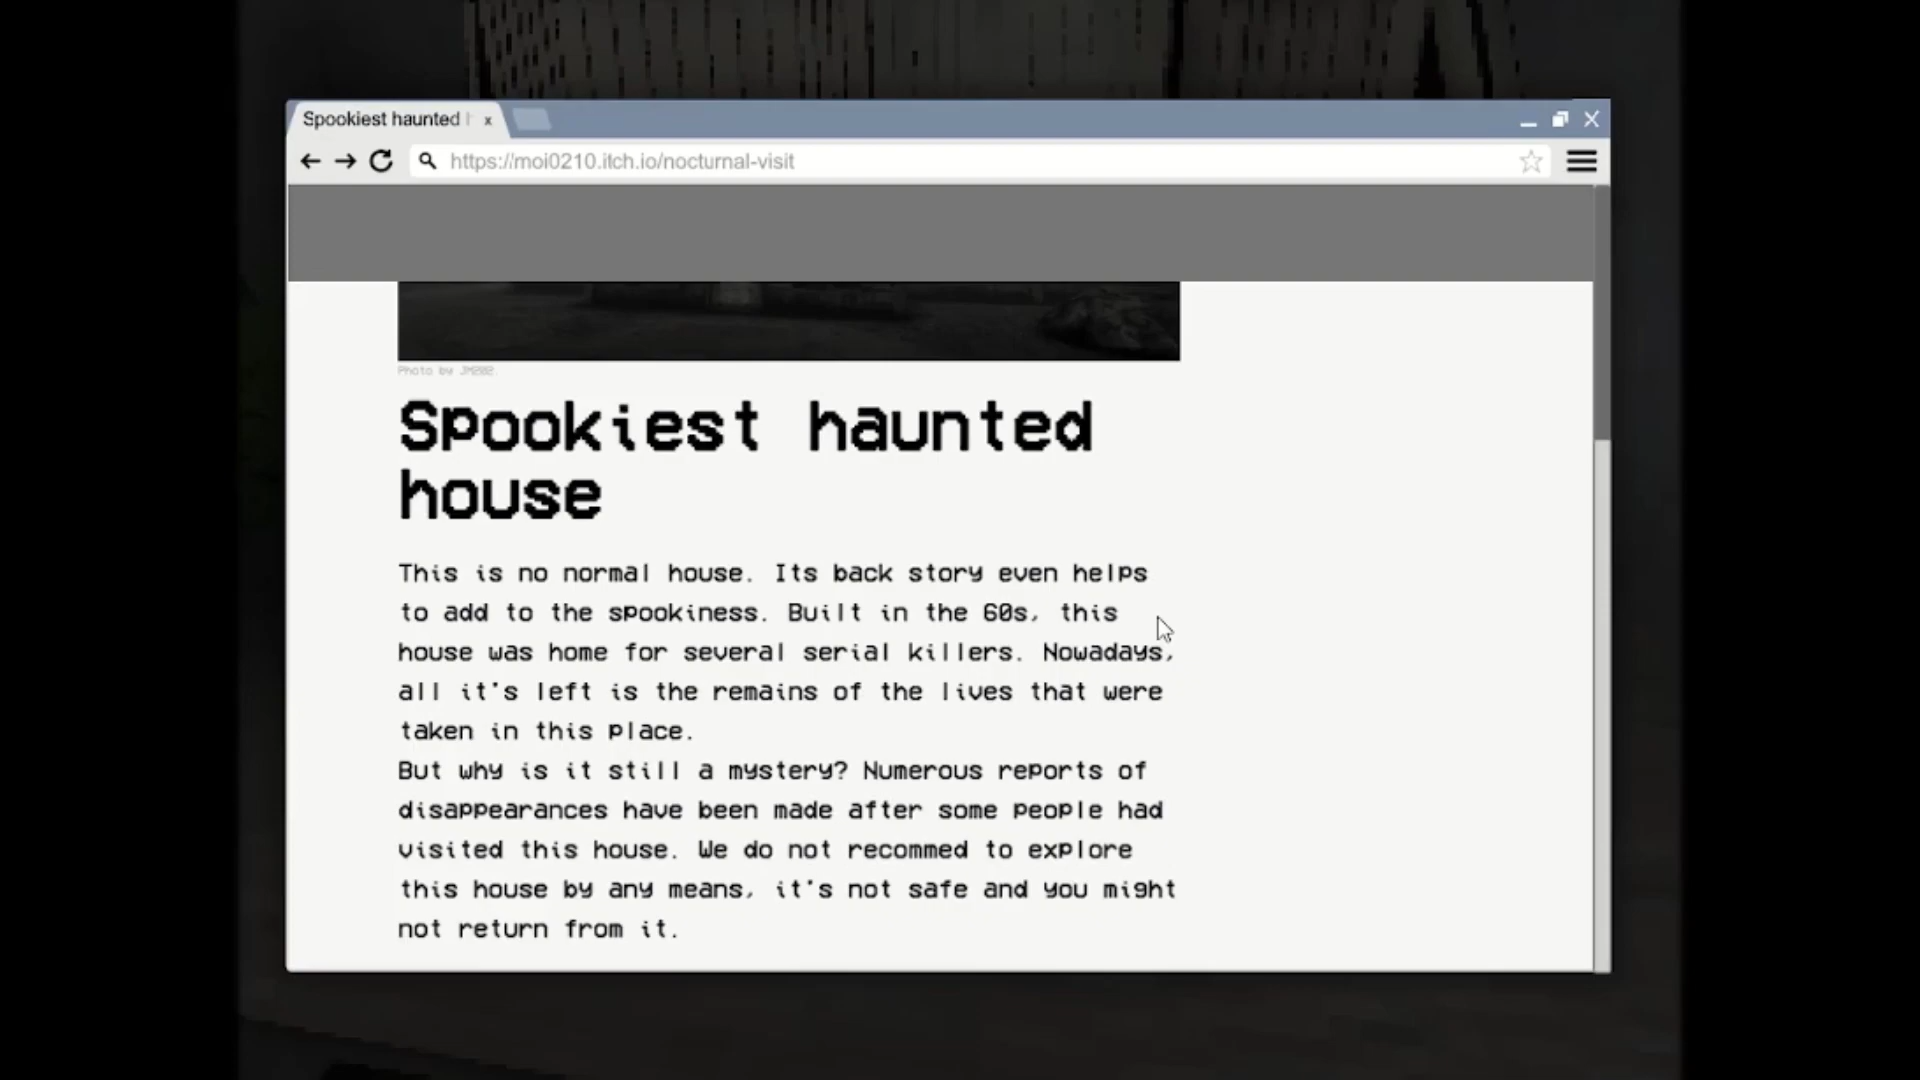 Spookiest haunted
x
https://moi0210.itch.io/nocturnal-visit
Photo by JM202.
Spookiest haunted
house
This is no normal house. Its back story even helps
to add to the spookiness. Built in the 60s, this
house was home for several serial killers. Nowadays,
all it's left is the remains of the lives that were
taken in this place.
But why is it still a mystery? Numerous reports of
disappearances have been made after some people had
visited this house. We do not recommed to explore
this house by any means, it's not safe and you might
not return from it.